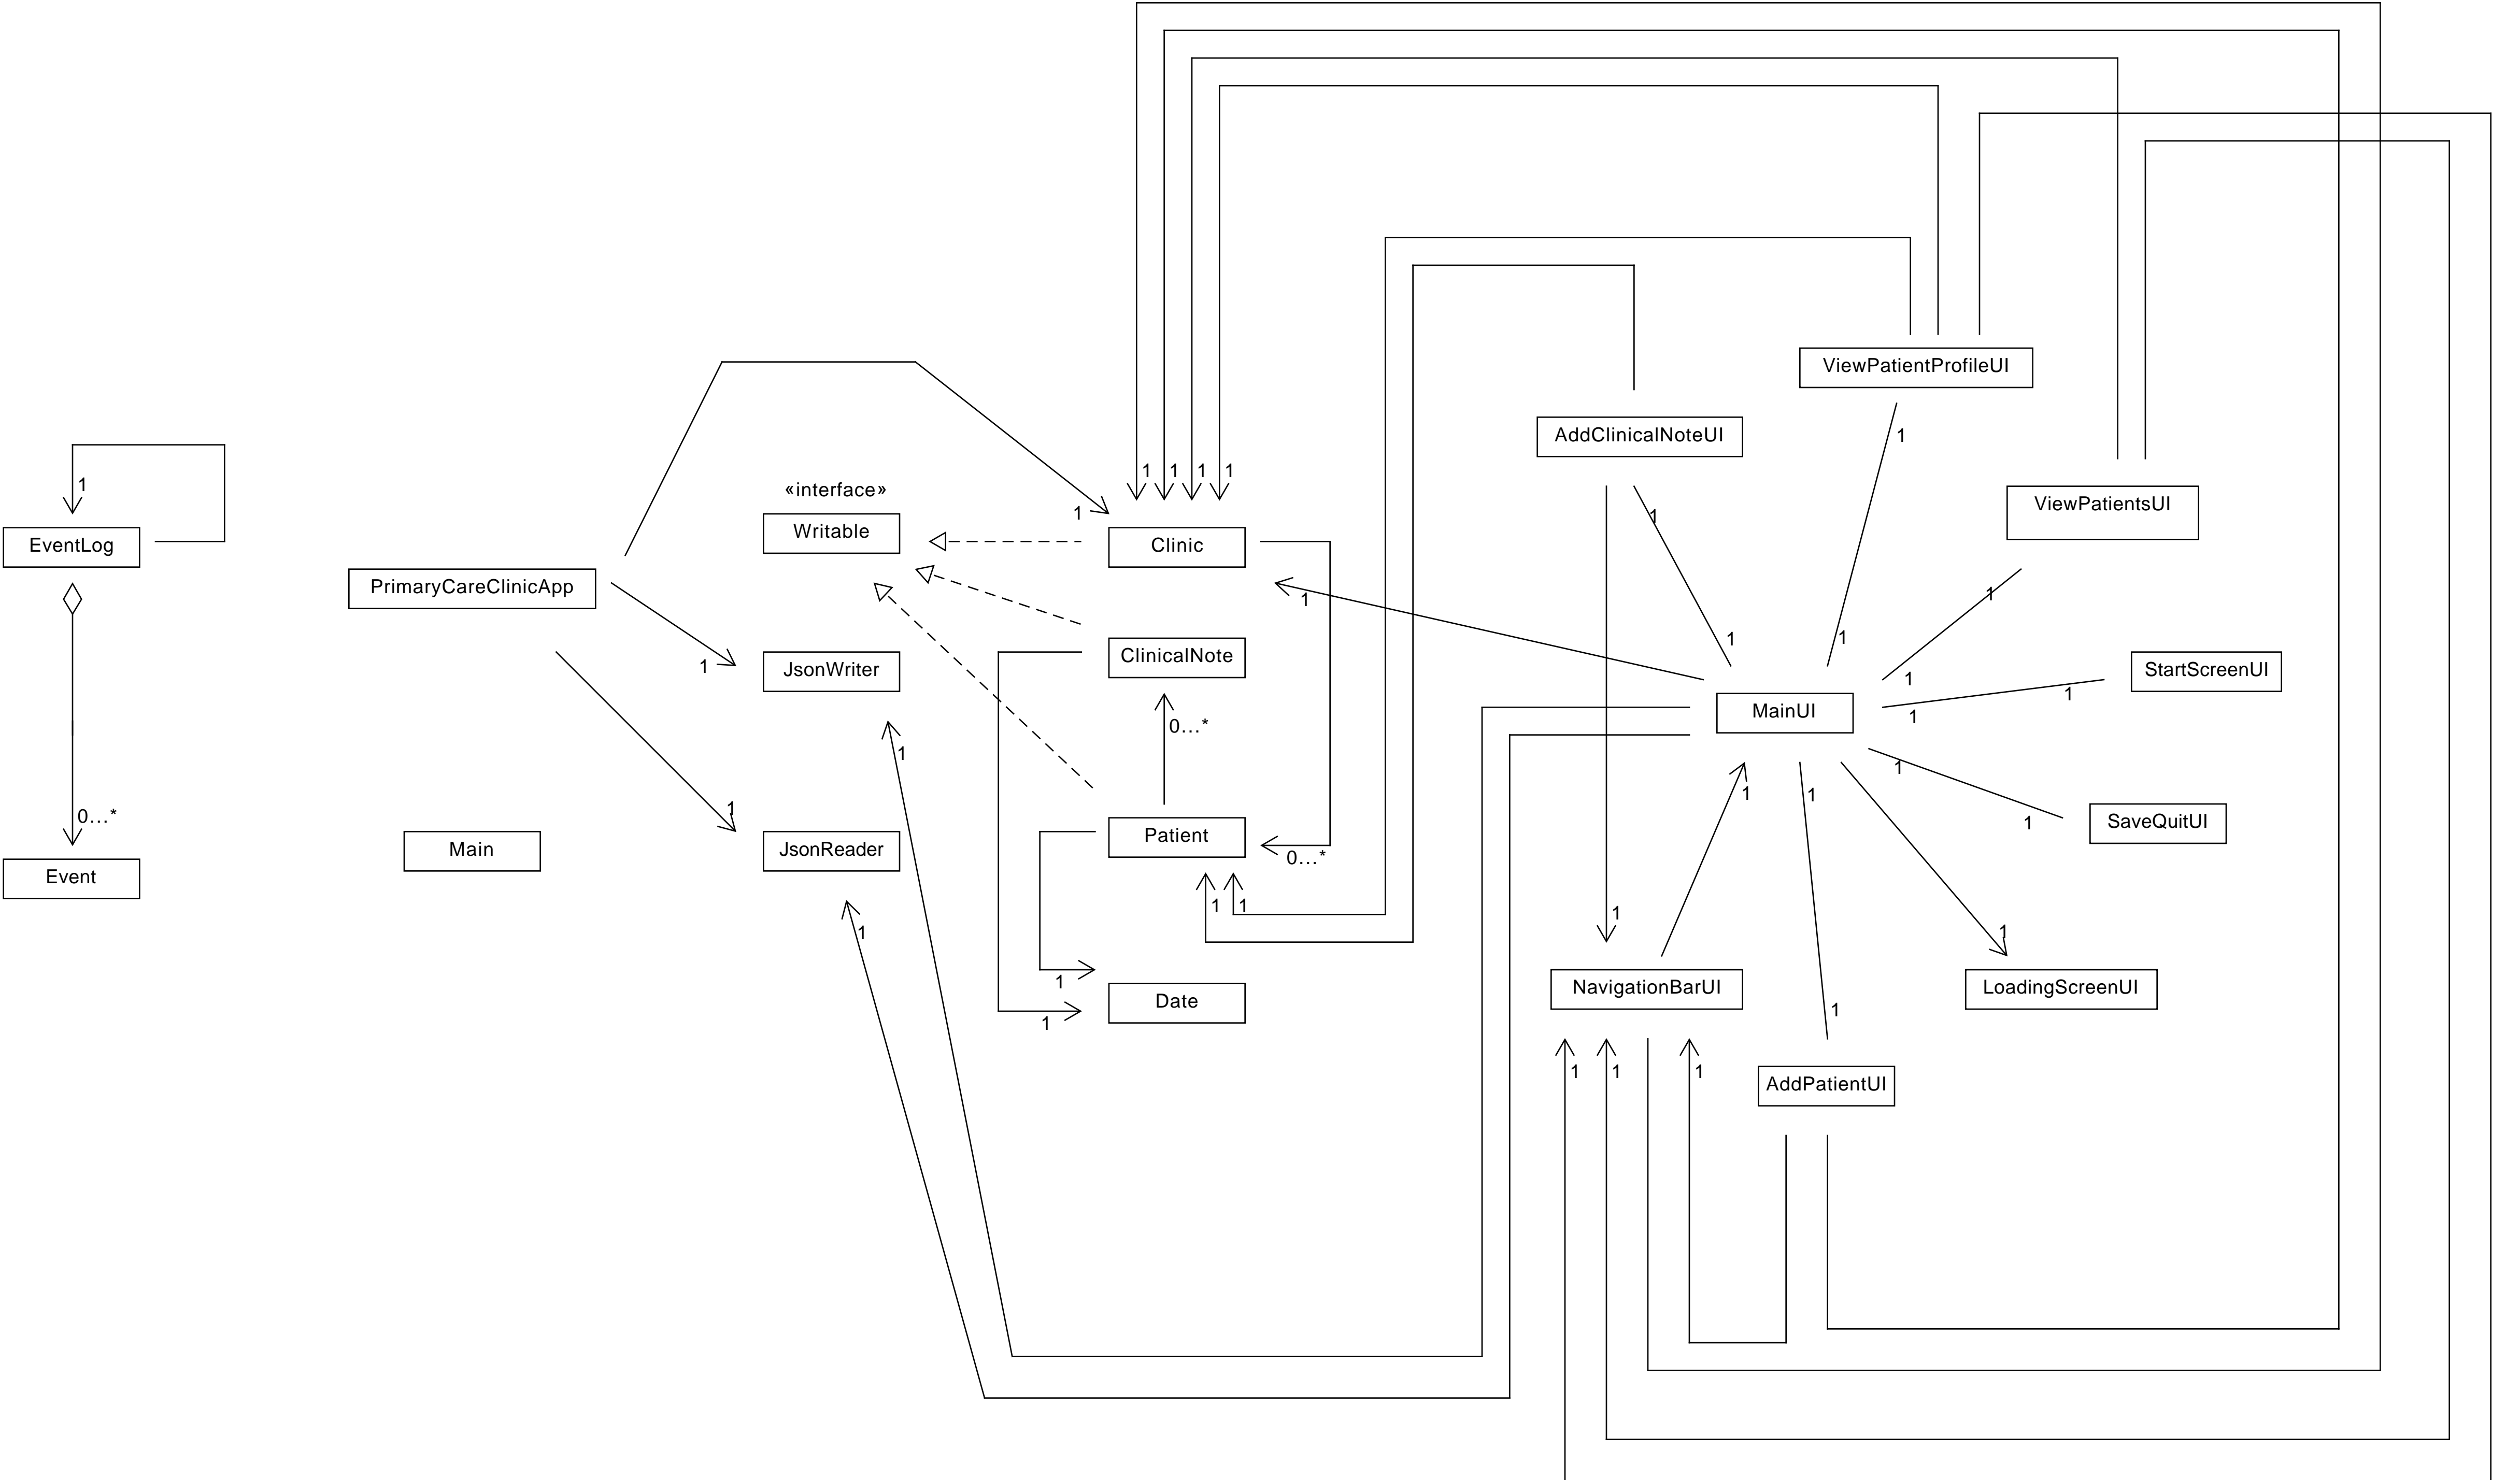 ViewPatientProfileUI
1
AddClinicalNoteUI
1
1 1 1 1
1
«interface»
ViewPatientsUI
1
1
Writable
EventLog
Clinic
PrimaryCareClinicApp
1
1
1
1
ClinicalNote
1
JsonWriter
1
StartScreenUI
1
1
MainUI
1
0...*
1
1
1
1
1
0...*
SaveQuitUI
1
Patient
Main
JsonReader
0...*
Event
1 1
1
1
1
1
NavigationBarUI
LoadingScreenUI
Date
1
1
1 1 1
AddPatientUI